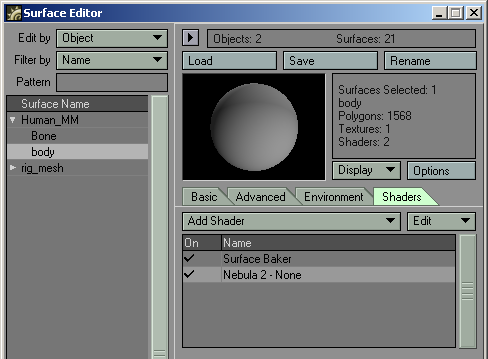 Surface Editor
Edit by Object
Filter by Name
Pattern
Surface Name
Human_MM
Bone
body
rig_mesh
Objects: 2 Surfaces: 21
Load Save Rename
Surfaces Selected: 1
body
Polygons: 1568
Textures: 1
Shaders: 2
Display Options
Basic Advanced Environment Shaders
Add Shader Edit
On Name
Surface Baker
Nebula 2 - None